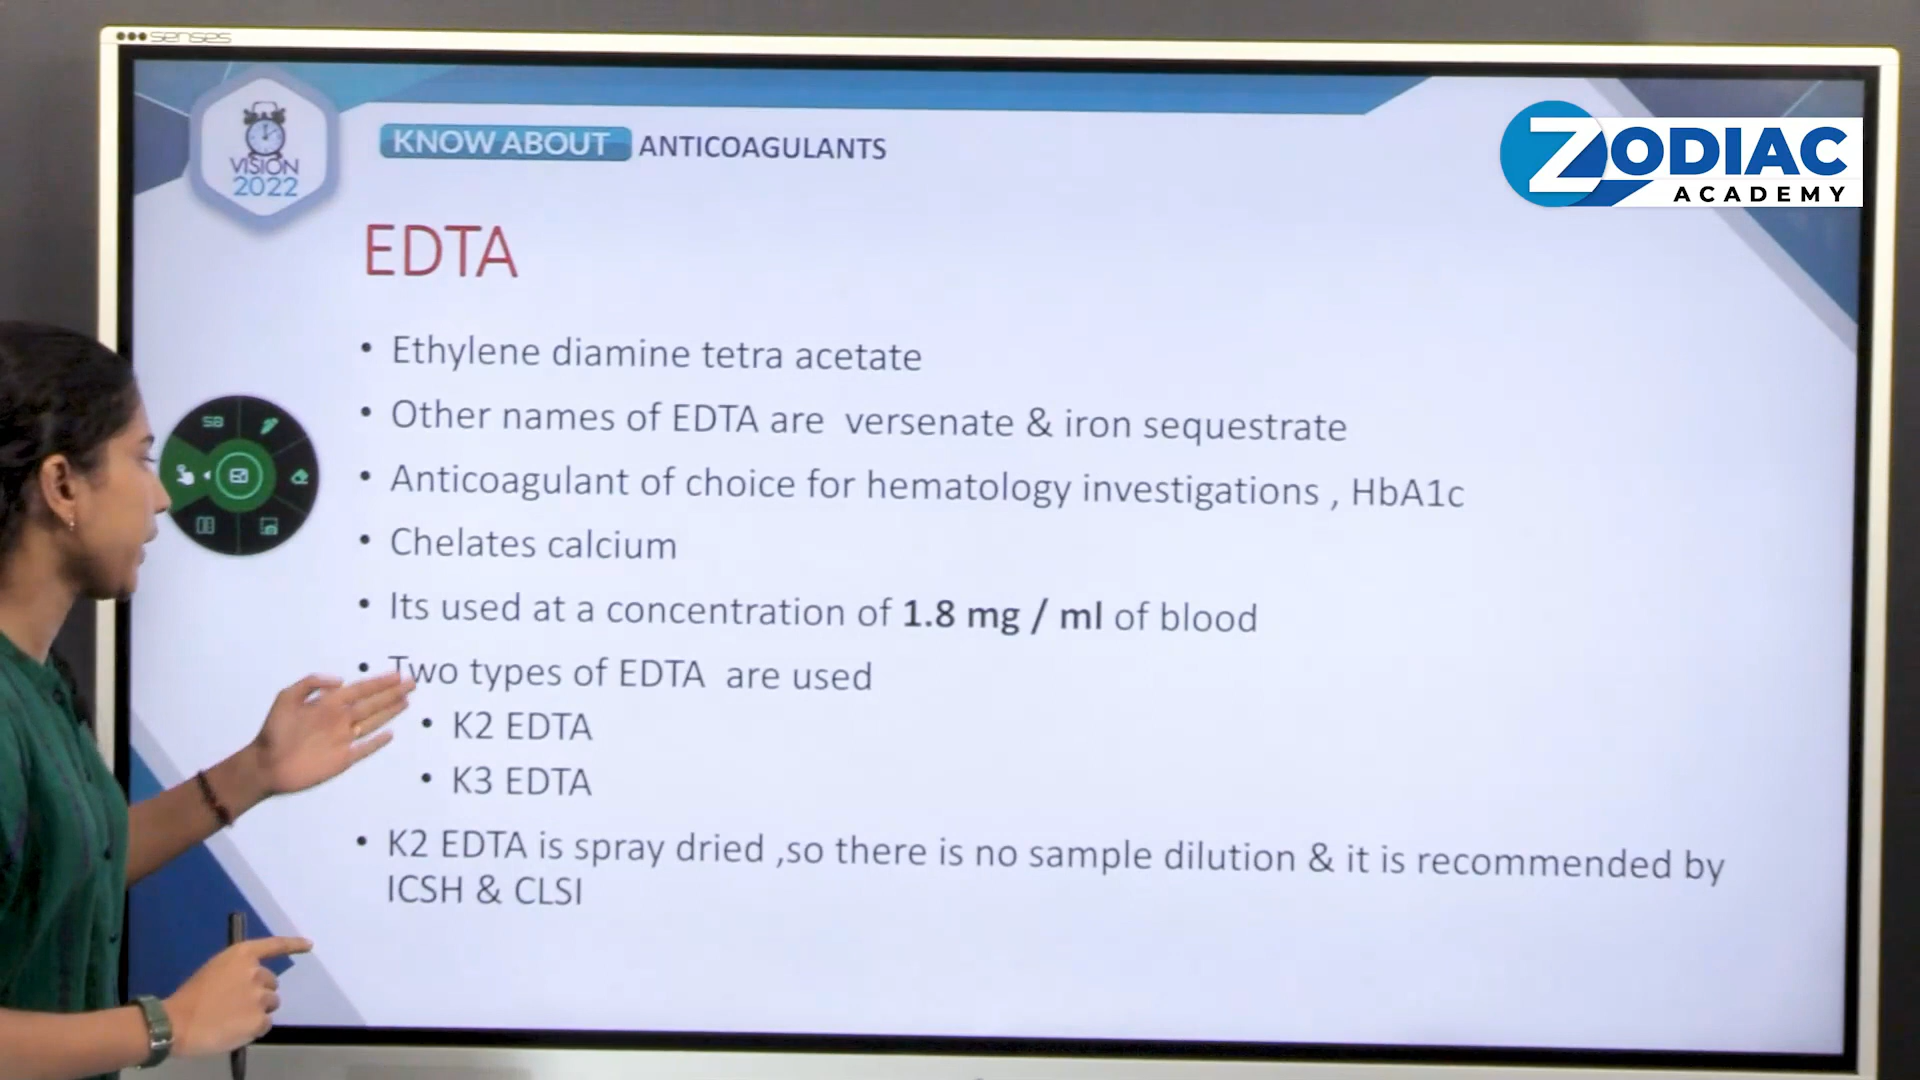 senses
VISION
2022
KNOW ABOUT ANTICOAGULANTS
ZODIAC
ACADEMY
EDTA
• Ethylene diamine tetra acetate
• Other names of EDTA are versenate & iron sequestrate
• Anticoagulant of choice for hematology investigations , HbA1c
• Chelates calcium
• Its used at a concentration of 1.8 mg / ml of blood
• Two types of EDTA are used
• K2 EDTA
• K3 EDTA
• K2 EDTA is spray dried ,so there is no sample dilution & it is recommended by
ICSH & CLSI